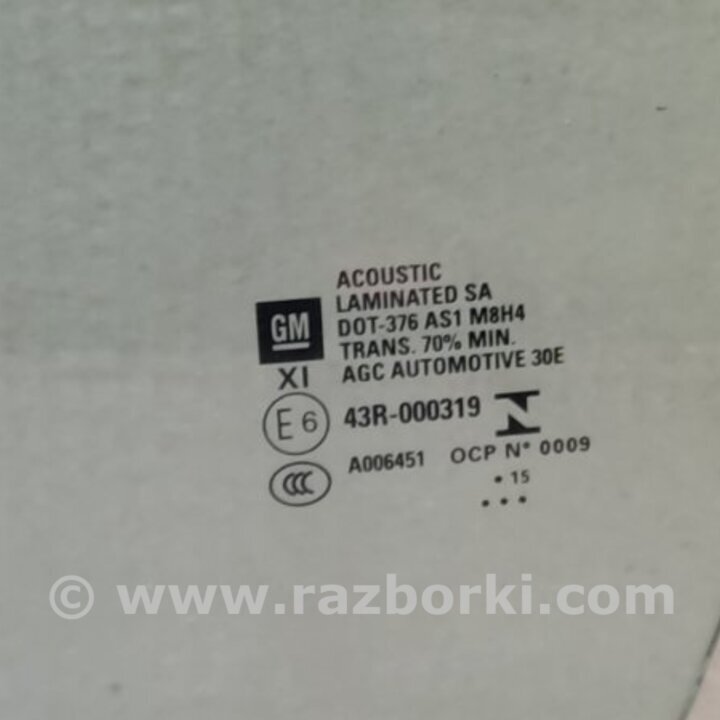 ACOUSTIC
LAMINATED SA
GM
DOT-376 AS1 M8H4
TRANS. 70% MIN.
XI
AGC AUTOMOTIVE 30E
E6
43R-000319
A006451
OCP N° 0009
CCC
• 15
• • •
© www.razborki.com